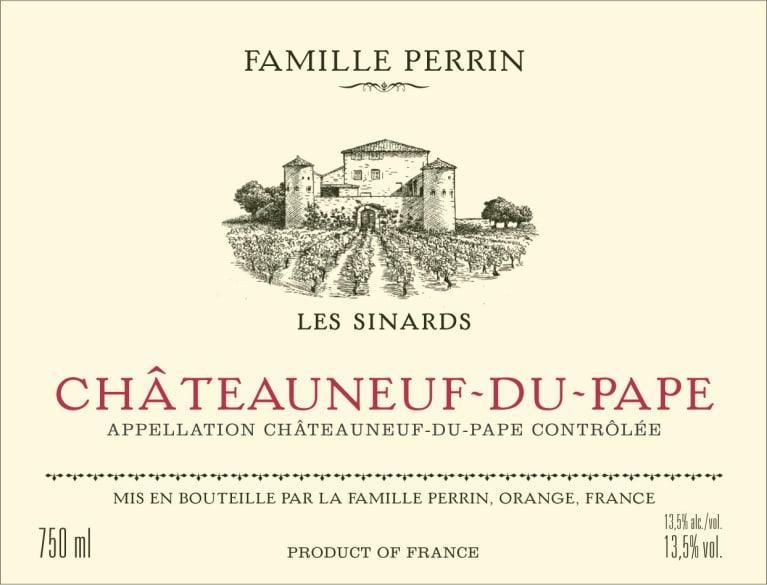 FAMILLE PERRIN
LES SINARDS
CHÂTEAUNEUF-DU-PAPE
APPELLATION CHÂTEAUNEUF-DU-PAPE CONTRÔLÉE
MIS EN BOUTEILLE PAR LA FAMILLE PERRIN, ORANGE, FRANCE
750 ml
PRODUCT OF FRANCE
13,5% alc./vol.
13,5% vol.